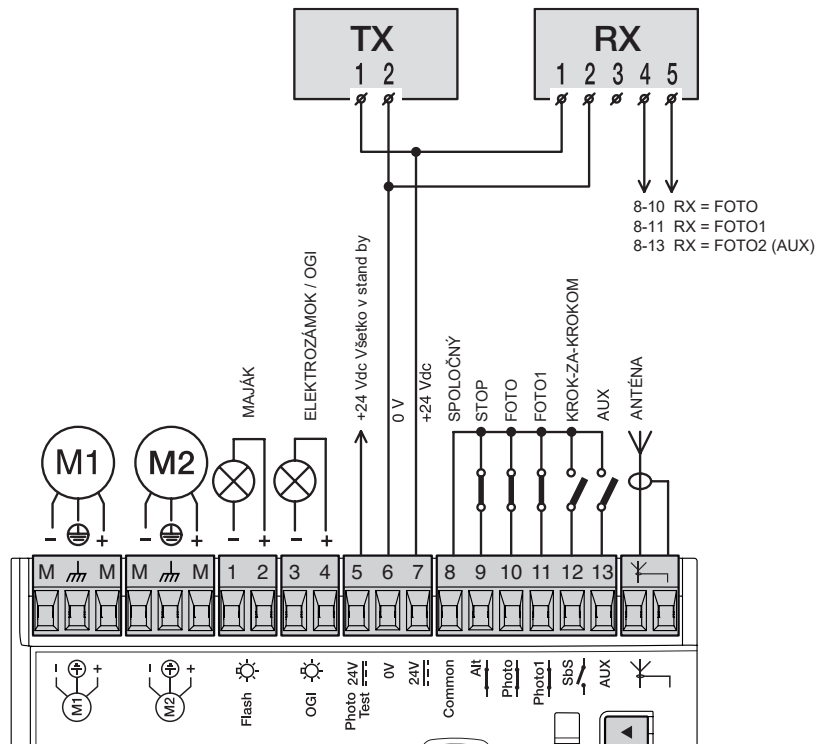 TX
1 2
RX
1 2 3 4 5
8-10 RX = FOTO
8-11 RX = FOTO1
8-13 RX = FOTO2 (AUX)
MAJÁK
ELEKTROZÁMOK / OGI
+24 Vdc Všetko v stand by
0 V
+24 Vdc
SPOLOČNÝ
STOP
FOTO
FOTO1
KROK-ZA-KROKOM
AUX
ANTÉNA
M1
M2
- +
- +
- +
- +
M M M M 1 2 3 4 5 6 7 8 9 10 11 12 13
- +
M1
- +
M2
Flash
OGI
Photo 24V
Test
0V
24V
Common
Alt
Photo
Photo1
SbS
AUX